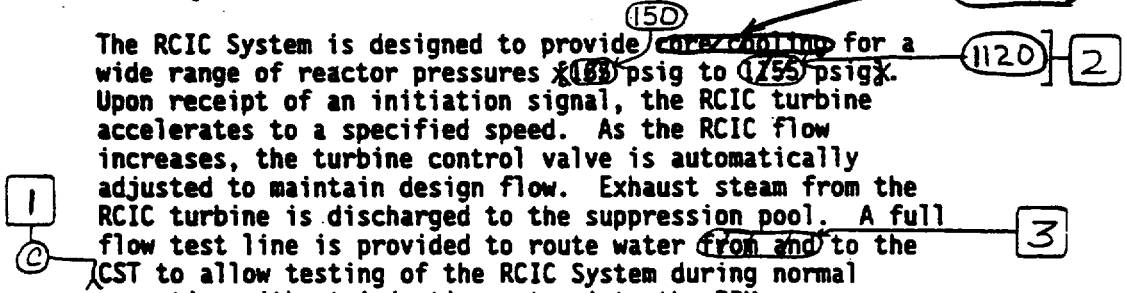 150
The RCIC System is designed to provide core cooling for a
wide range of reactor pressures psig to 1155 psig.
1120
2
Upon receipt of an initiation signal, the RCIC turbine
accelerates to a specified speed. As the RCIC flow
increases, the turbine control valve is automatically
adjusted to maintain design flow. Exhaust steam from the
1
RCIC turbine is discharged to the suppression pool. A full
flow test line is provided to route water from and to the
3
C
CST to allow testing of the RCIC System during normal